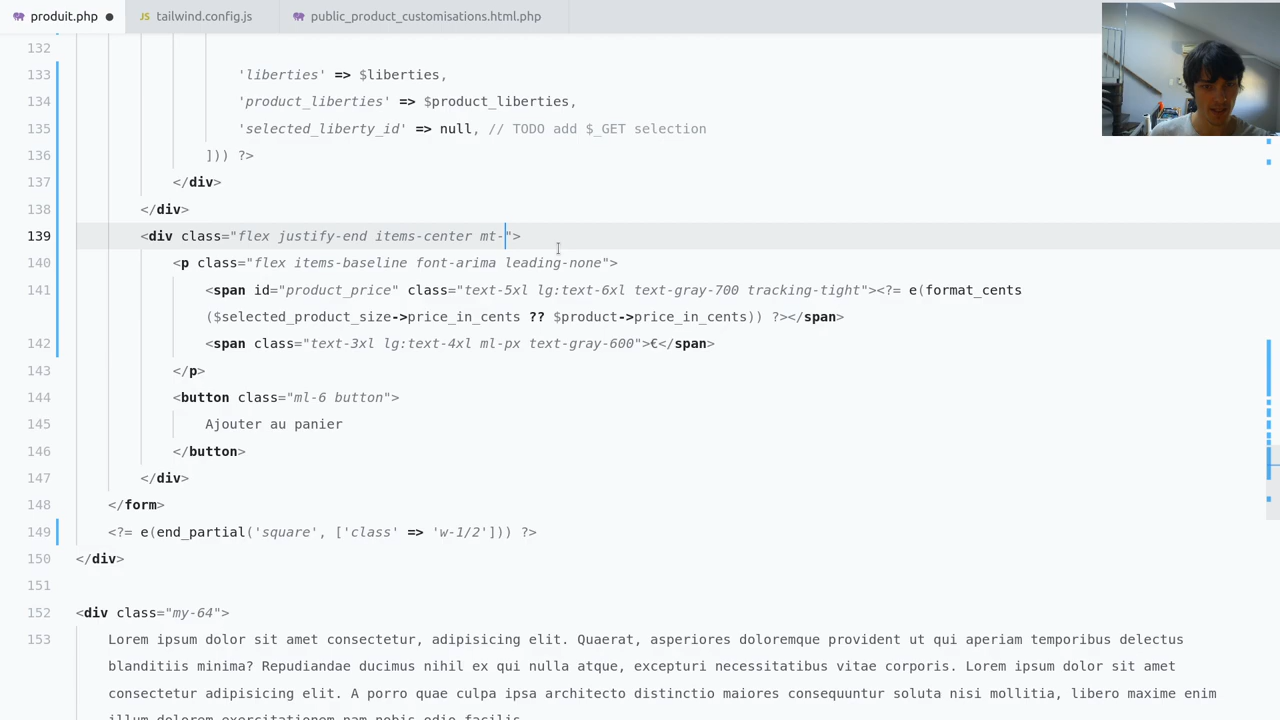 produit.php
JS tailwind.config.js
public_product_customisations.html.php
132
133 'liberties' => $liberties,
134 'product_liberties' => $product_liberties,
135 'selected_liberty_id' => null, // TODO add $_GET selection
136 ])) ?>
137 </div>
138 </div>
139 <div class="flex justify-end items-center mt-">
140 <p class="flex items-baseline font-arima leading-none">
141 <span id="product_price" class="text-5xl lg:text-6xl text-gray-700 tracking-tight"><?= e(format_cents
($selected_product_size->price_in_cents ?? $product->price_in_cents)) ?></span>
142 <span class="text-3xl lg:text-4xl ml-px text-gray-600">€</span>
143 </p>
144 <button class="ml-6 button">
145 Ajouter au panier
146 </button>
147 </div>
148 </form>
149 <?= e(end_partial('square', ['class' => 'w-1/2'])) ?>
150 </div>
151
152 <div class="my-64">
153 Lorem ipsum dolor sit amet consectetur, adipisicing elit. Quaerat, asperiores doloremque provident ut qui aperiam temporibus delectus
blanditiis minima? Repudiandae ducimus nihil ex qui nulla atque, excepturi necessitatibus vitae corporis. Lorem ipsum dolor sit amet
consectetur adipisicing elit. A porro quae culpa ipsa architecto distinctio maiores consequuntur soluta nisi mollitia, libero maxime enim
illum dolorem exercitationem nam nobis odio facilis.